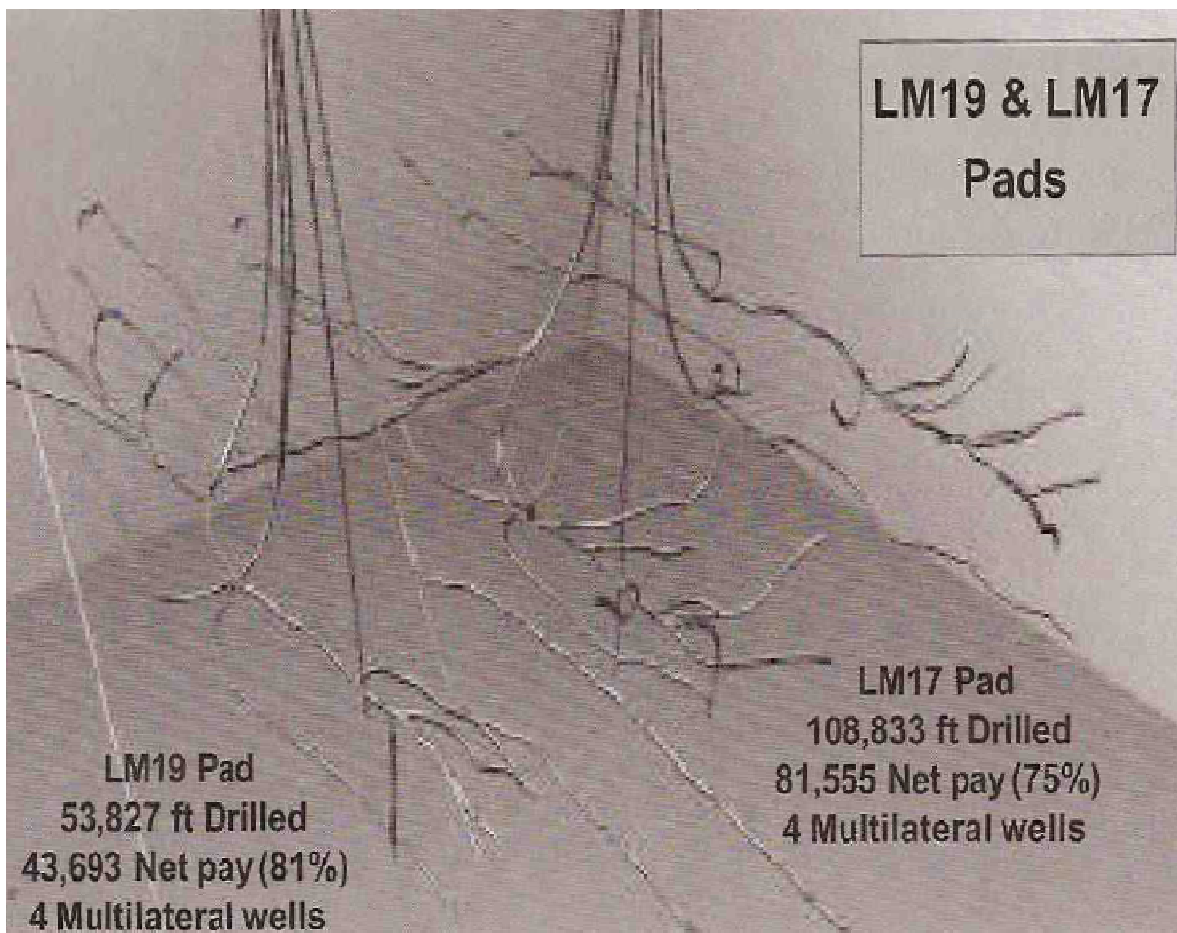 LM19 & LM17
Pads
LM17 Pad
108,833 ft Drilled
81,555 Net pay (75%)
4 Multilateral wells
LM19 Pad
53,827 ft Drilled
43,693 Net pay (81%)
4 Multilateral wells